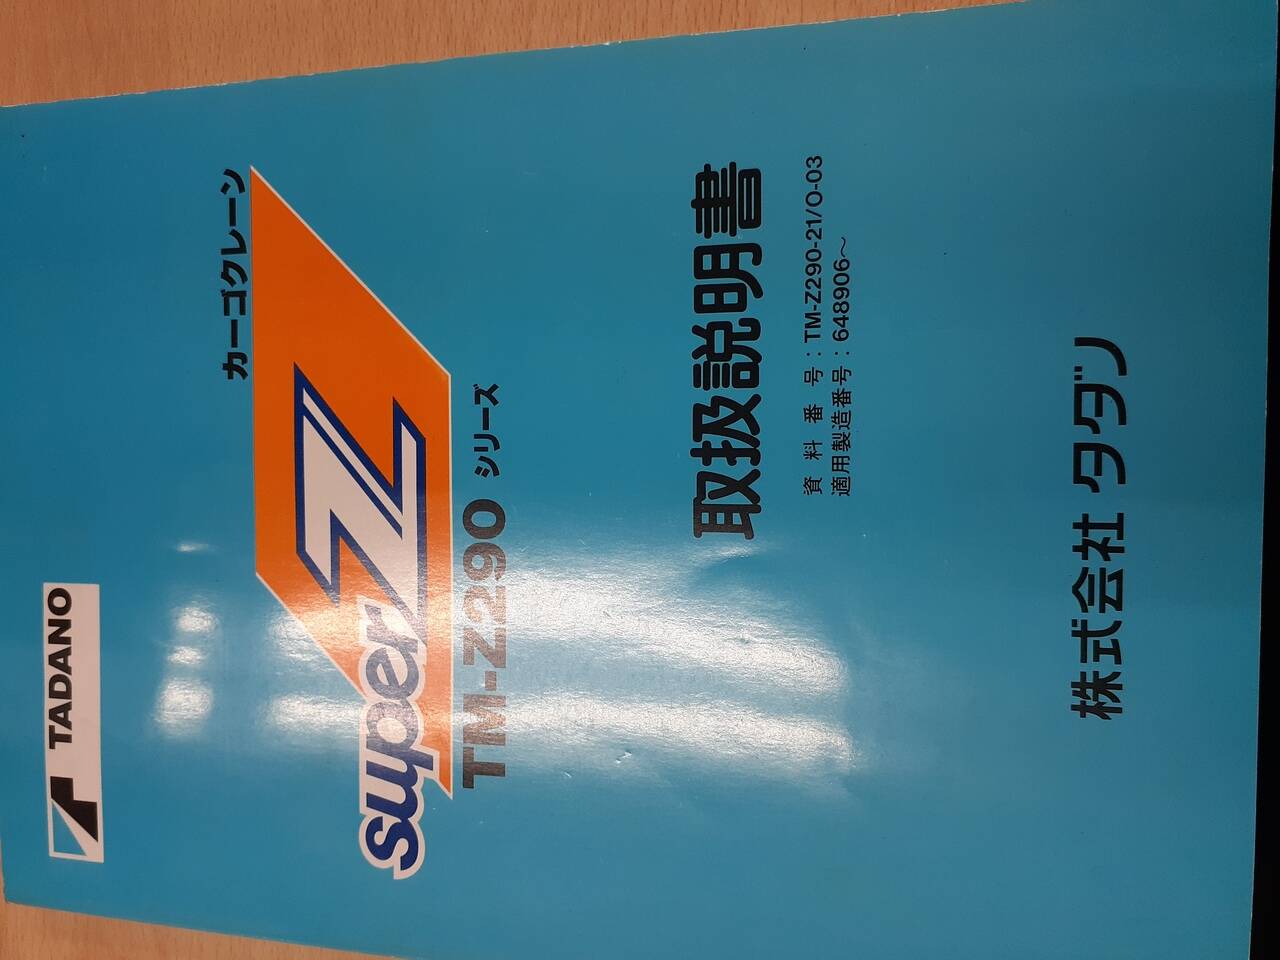 TADANO
カーゴクレーン
super Z
TM-Z290 シリーズ
取扱説明書
資料番号：TM-Z290-21/O-03
適用製造番号：648906～
株式会社 タダノ